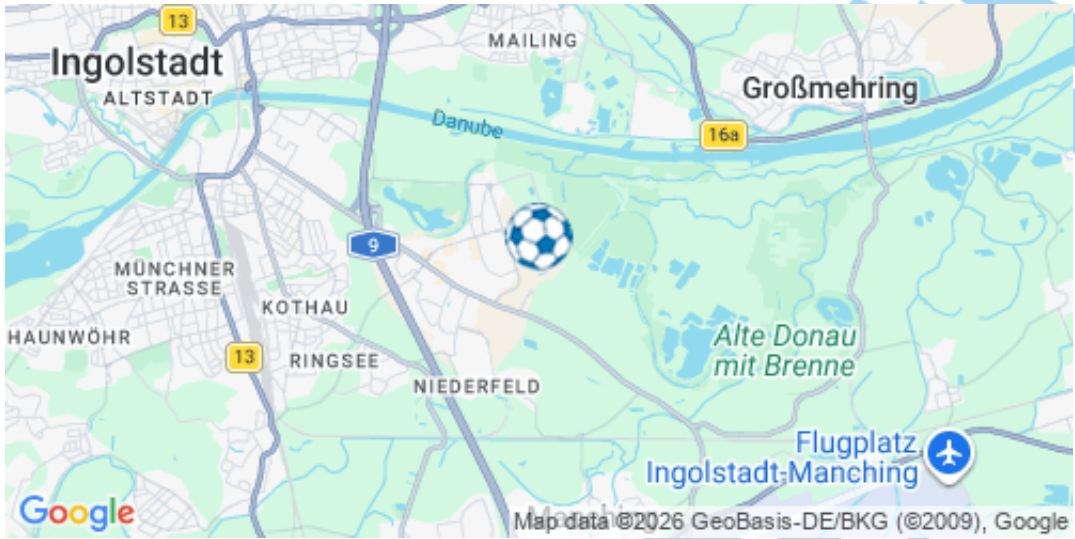 13
Ingolstadt
ALTSTADT
MAILING
Großmehring
Danube
16a
9
MÜNCHNER
STRASSE
KOTHAU
HAUNWÖHR
13
RINGSEE
NIEDERFELD
Alte Donau
mit Brenne
Flugplatz
Ingolstadt-Manching
Google
Manching
Map data ©2026 GeoBasis-DE/BKG (©2009), Google